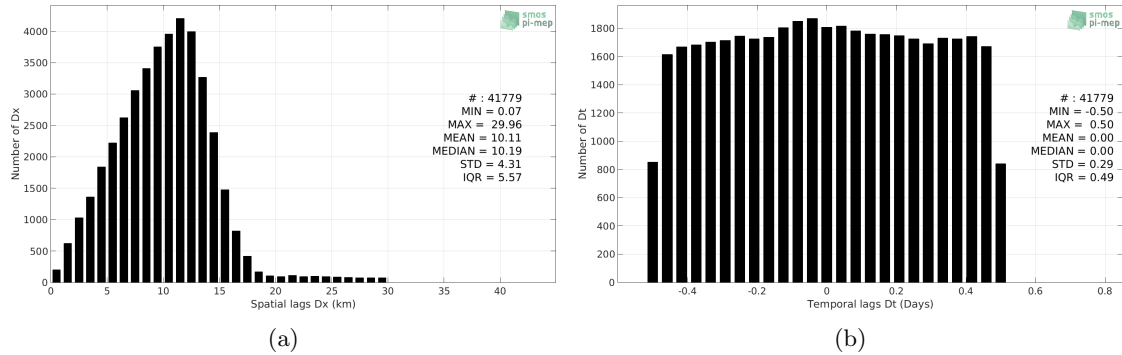 smos
pi-mep
4000
3500
3000
2500
2000
1500
1000
500
0
Number of Dx
# : 41779
MIN = 0.07
MAX = 29.96
MEAN = 10.11
MEDIAN = 10.19
STD = 4.31
IQR = 5.57
0 5 10 15 20 25 30 35 40
Spatial lags Dx (km)
(a)
smos
pi-mep
1800
1600
1400
1200
1000
800
600
400
200
0
Number of Dt
# : 41779
MIN = -0.50
MAX = 0.50
MEAN = 0.00
MEDIAN = 0.00
STD = 0.29
IQR = 0.49
-0.4 -0.2 0 0.2 0.4 0.6 0.8
Temporal lags Dt (Days)
(b)